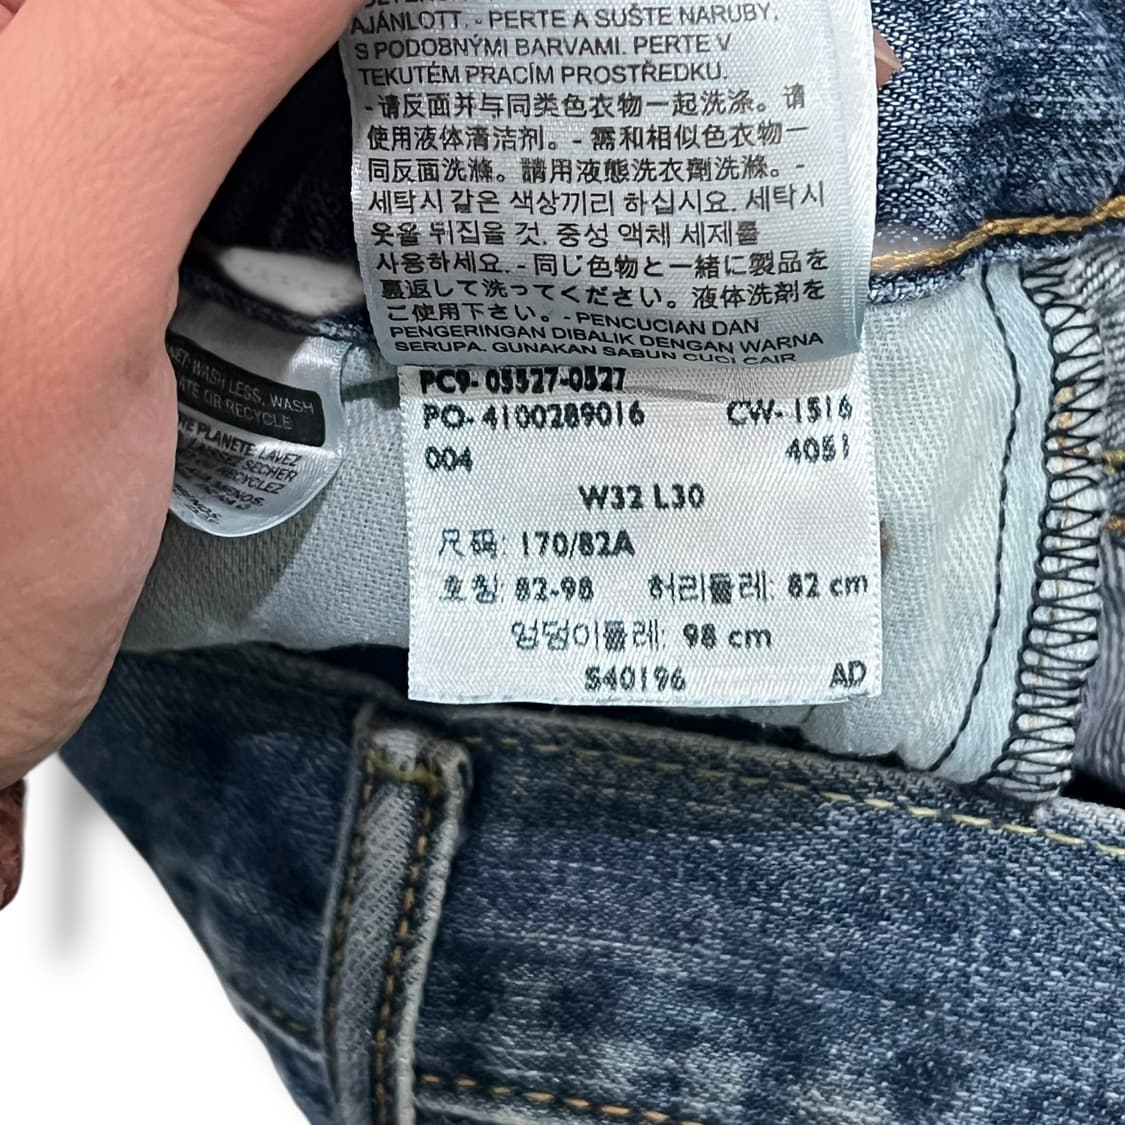 AJÁNLOTT. - PERTE A SUŠTE NARUBY,
S PODOBNÝMI BARVAMI. PERTE V
TEKUTÉM PRACÍM PROSTŘEDKU.
- 请反面并与同类色衣物一起洗涤。请
使用液体清洁剂。- 需和相似色衣物一
同反面洗滌。請用液態洗衣劑洗滌。-
세탁시 같은 색상끼리 하십시요. 세탁시
옷을 뒤집을 것. 중성 액체 세제를
사용하세요. - 同じ色物と一緒に製品を
裏返して洗ってください。液体洗剤を
ご使用下さい。- PENCUCIAN DAN
PENGERINGAN DIBALIK DENGAN WARNA
SERUPA. GUNAKAN SABUN CUCI CAIR
WASH LESS, WASH
OR RECYCLE
PLANÈTE: LAVEZ
SÉCHER
RECYCLEZ
PC9- 05527-0527
PO- 4100289016 CW- 1516
004 4051
W32 L30
尺码: 170/82A
호칭: 82-98 허리둘레: 82 cm
엉덩이둘레: 98 cm
S40196 AD